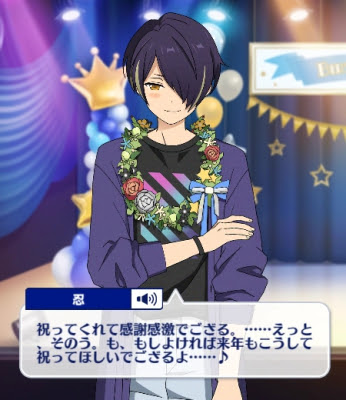 忍
祝ってくれて感謝感激でござる。……えっと
、そのう。も、もしよければ来年もこうして
祝ってほしいでござるよ……♪